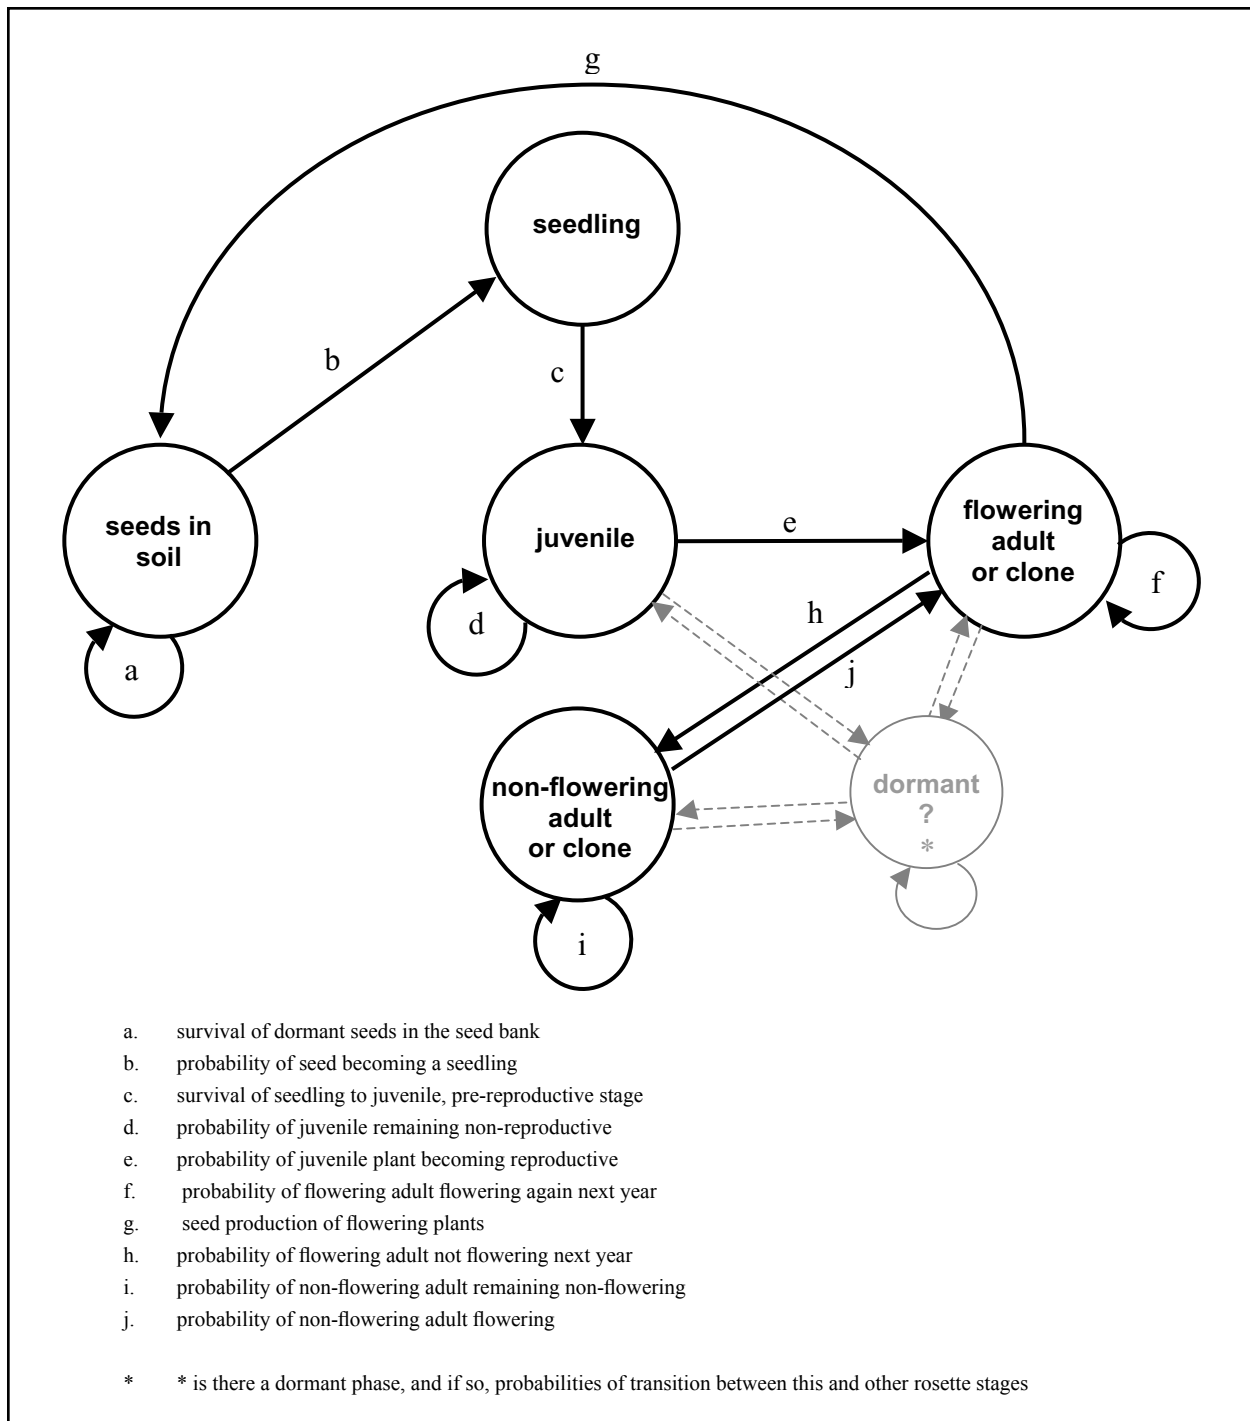 g
seedling
b
c
seeds in
soil
juvenile
e
flowering
adult
or clone
f
d
h
a
j
non-flowering
adult
or clone
dormant
?
*
i
a. survival of dormant seeds in the seed bank
b. probability of seed becoming a seedling
c. survival of seedling to juvenile, pre-reproductive stage
d. probability of juvenile remaining non-reproductive
e. probability of juvenile plant becoming reproductive
f. probability of flowering adult flowering again next year
g. seed production of flowering plants
h. probability of flowering adult not flowering next year
i. probability of non-flowering adult remaining non-flowering
j. probability of non-flowering adult flowering
* * is there a dormant phase, and if so, probabilities of transition between this and other rosette stages